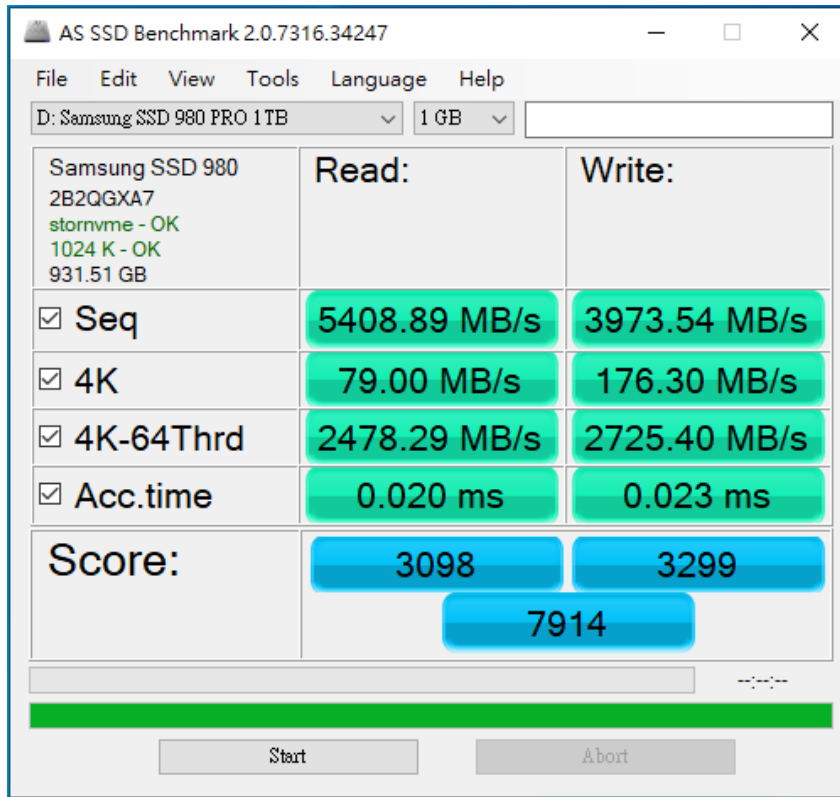 AS SSD Benchmark 2.0.7316.34247
File Edit View Tools Language Help
D: Samsung SSD 980 PRO 1TB 1 GB
Samsung SSD 980
2B2QGXA7
stornvme - OK
1024 K - OK
931.51 GB
Read: Write:
Seq 5408.89 MB/s 3973.54 MB/s
4K 79.00 MB/s 176.30 MB/s
4K-64Thrd 2478.29 MB/s 2725.40 MB/s
Acc.time 0.020 ms 0.023 ms
Score: 3098 3299
7914
--:--:--
Start Abort